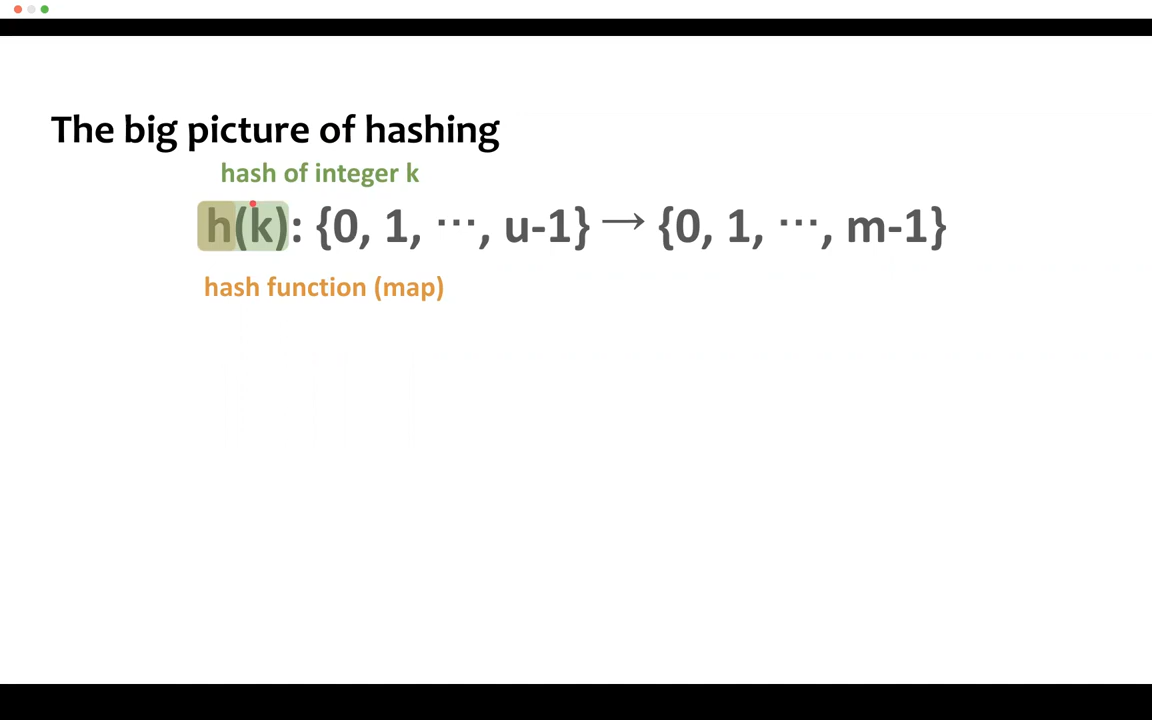 The big picture of hashing
hash of integer k
h(k): {0, 1, ⋯, u-1} → {0, 1, ⋯, m-1}
hash function (map)